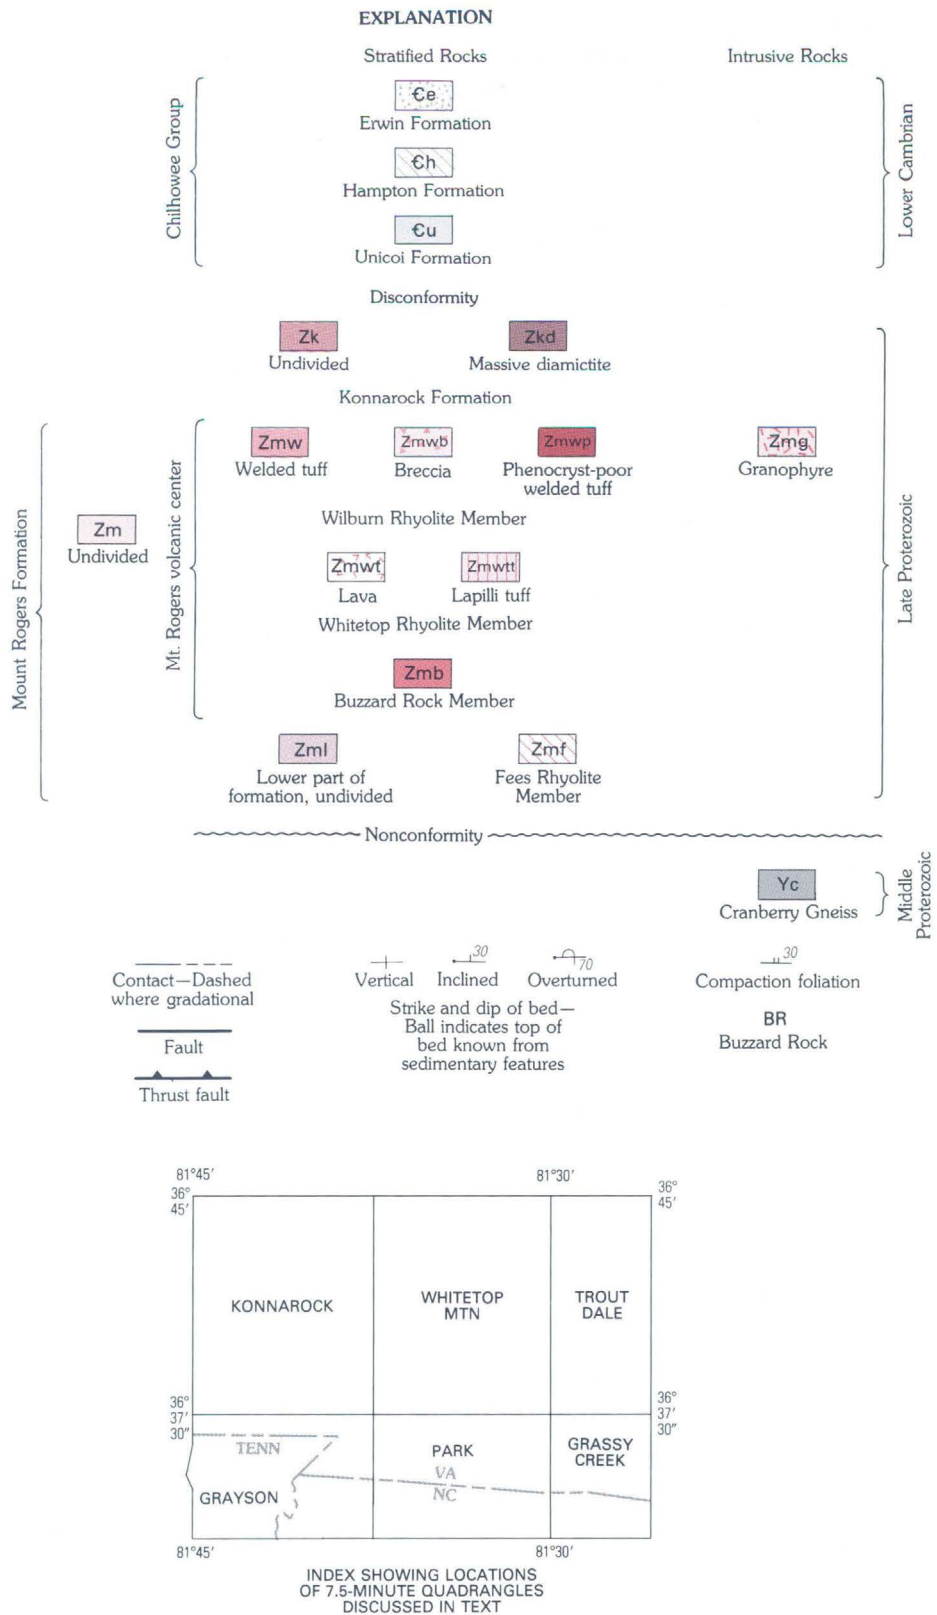 EXPLANATION
Stratified Rocks
Intrusive Rocks
Chilhowee Group
Є e
Erwin Formation
Є h
Hampton Formation
Є u
Unicoi Formation
Lower Cambrian
Disconformity
Zk
Undivided
Zkd
Massive diamictite
Konnarock Formation
Mount Rogers Formation
Zm
Undivided
Mt. Rogers volcanic center
Zmw
Welded tuff
Zmwb
Breccia
Zmwp
Phenocryst-poor
welded tuff
Zmg
Granophyre
Wilburn Rhyolite Member
Zmwt
Lava
Zmwtt
Lapilli tuff
Whitetop Rhyolite Member
Zmb
Buzzard Rock Member
Zml
Lower part of
formation, undivided
Zmf
Fees Rhyolite
Member
Late Proterozoic
Nonconformity
Yc
Cranberry Gneiss
Middle
Proterozoic
Contact—Dashed
where gradational
Fault
Thrust fault
Vertical
30
Inclined
70
Overturned
Strike and dip of bed—
Ball indicates top of
bed known from
sedimentary features
30
Compaction foliation
BR
Buzzard Rock
81°45′
81°30′
36°
45′
36°
45′
KONNAROCK
WHITETOP
MTN
TROUT
DALE
36°
37′
30″
36°
37′
30″
TENN
PARK
GRASSY
CREEK
VA
NC
GRAYSON
81°45′
81°30′
INDEX SHOWING LOCATIONS
OF 7.5-MINUTE QUADRANGLES
DISCUSSED IN TEXT